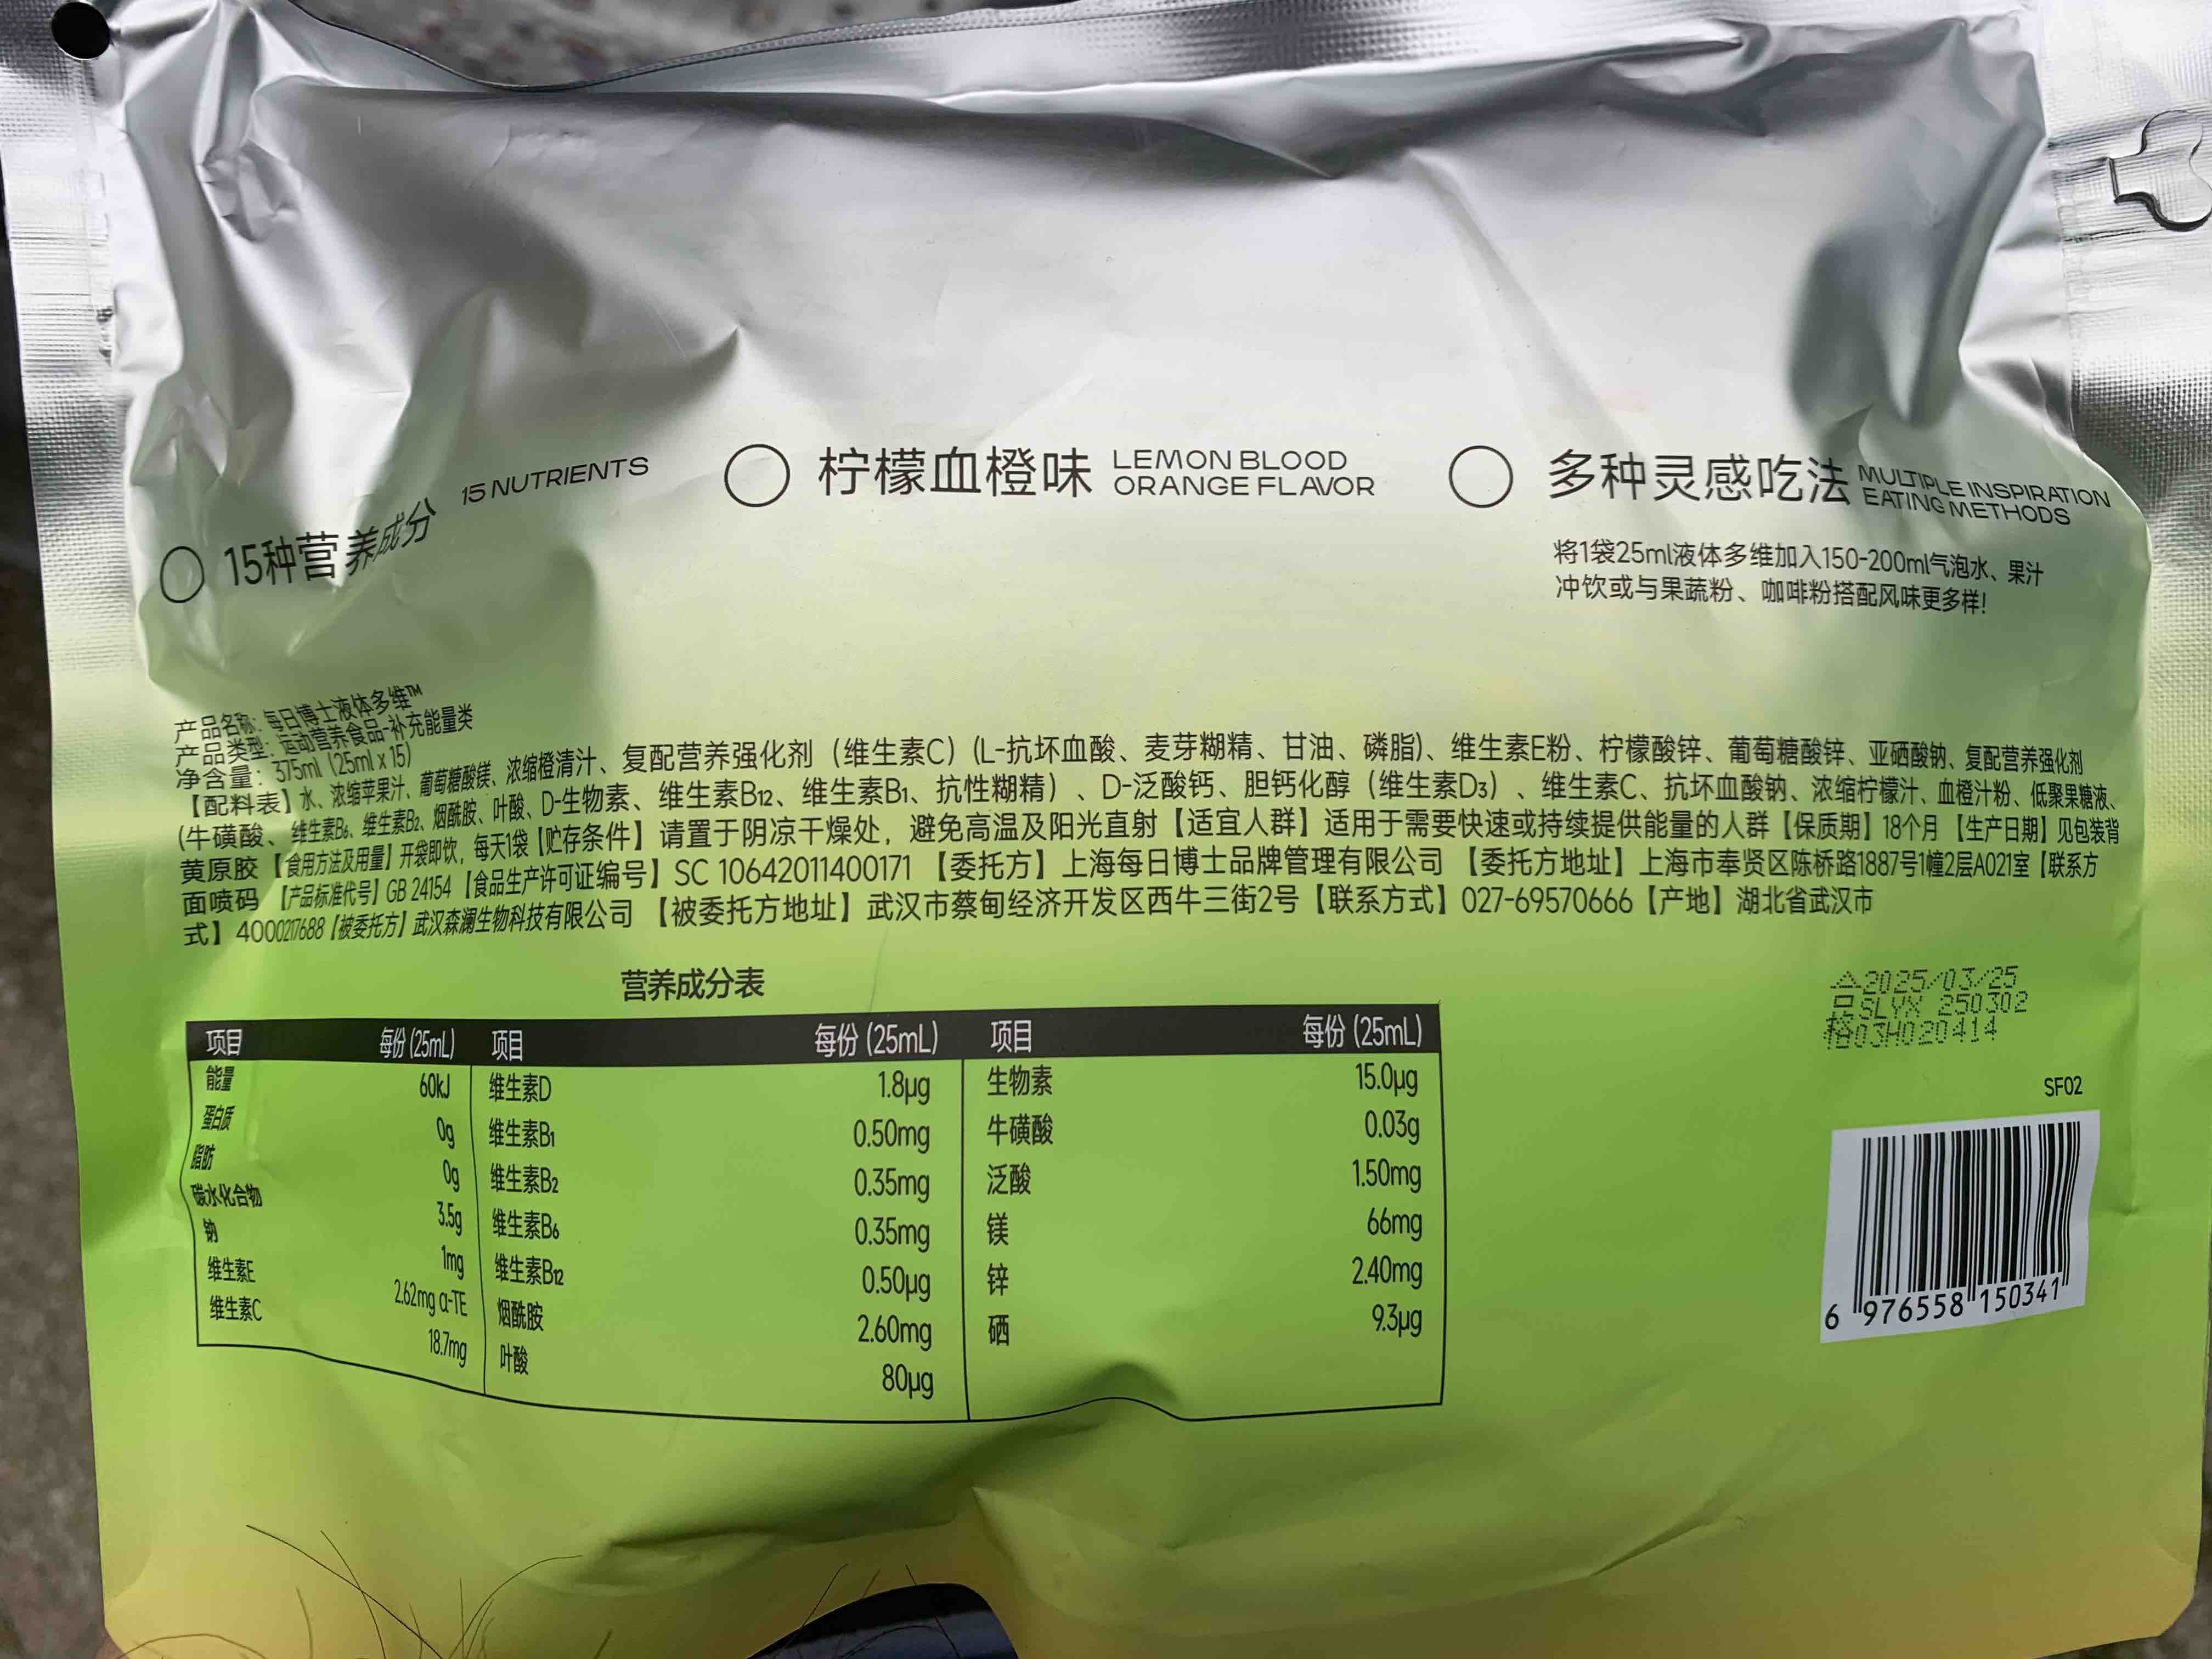 15种营养成分 15 NUTRIENTS
柠檬血橙味 LEMON BLOOD
ORANGE FLAVOR
多种灵感吃法 MULTIPLE INSPIRATION
EATING METHODS
将1袋25ml液体多维加入150-200ml气泡水、果汁
冲饮或与果蔬粉、咖啡粉搭配风味更多样!
产品名称: 每日博士液体多维™
产品类型: 运动营养食品-补充能量类
净含量: 375ml (25ml x 15)
【配料表】水、浓缩苹果汁、葡萄糖酸镁、浓缩橙清汁、复配营养强化剂（维生素C）(L-抗坏血酸、麦芽糊精、甘油、磷脂)、维生素E粉、柠檬酸锌、葡萄糖酸锌、亚硒酸钠、复配营养强化剂
(牛磺酸、维生素B₆、维生素B₂、烟酰胺、叶酸、D-生物素、维生素B₁₂、维生素B₁、抗性糊精）、D-泛酸钙、胆钙化醇（维生素D₃）、维生素C、抗坏血酸钠、浓缩柠檬汁、血橙汁粉、低聚果糖液、
黄原胶【食用方法及用量】开袋即饮，每天1袋【贮存条件】请置于阴凉干燥处，避免高温及阳光直射【适宜人群】适用于需要快速或持续提供能量的人群【保质期】18个月【生产日期】见包装背
面喷码【产品标准代号】GB 24154【食品生产许可证编号】SC 10642011400171【委托方】上海每日博士品牌管理有限公司【委托方地址】上海市奉贤区陈桥路1887号1幢2层A021室【联系方
式】4000217688【被委托方】武汉森澜生物科技有限公司【被委托方地址】武汉市蔡甸经济开发区西牛三街2号【联系方式】027-69570666【产地】湖北省武汉市
营养成分表
项目 每份 (25mL) 项目 每份 (25mL) 项目 每份 (25mL)
能量 60kJ 维生素D 1.8μg 生物素 15.0μg
蛋白质 0g 维生素B₁ 0.50mg 牛磺酸 0.03g
脂肪 0g 维生素B₂ 0.35mg 泛酸 1.50mg
碳水化合物 3.5g 维生素B₆ 0.35mg 镁 66mg
钠 1mg 维生素B₁₂ 0.50μg 锌 2.40mg
维生素E 2.62mg α-TE 烟酰胺 2.60mg 硒 9.3μg
维生素C 18.7mg 叶酸 80μg
合2025/03/25
品SLYX 250302
格03H020414
SF02
6 976558 150341